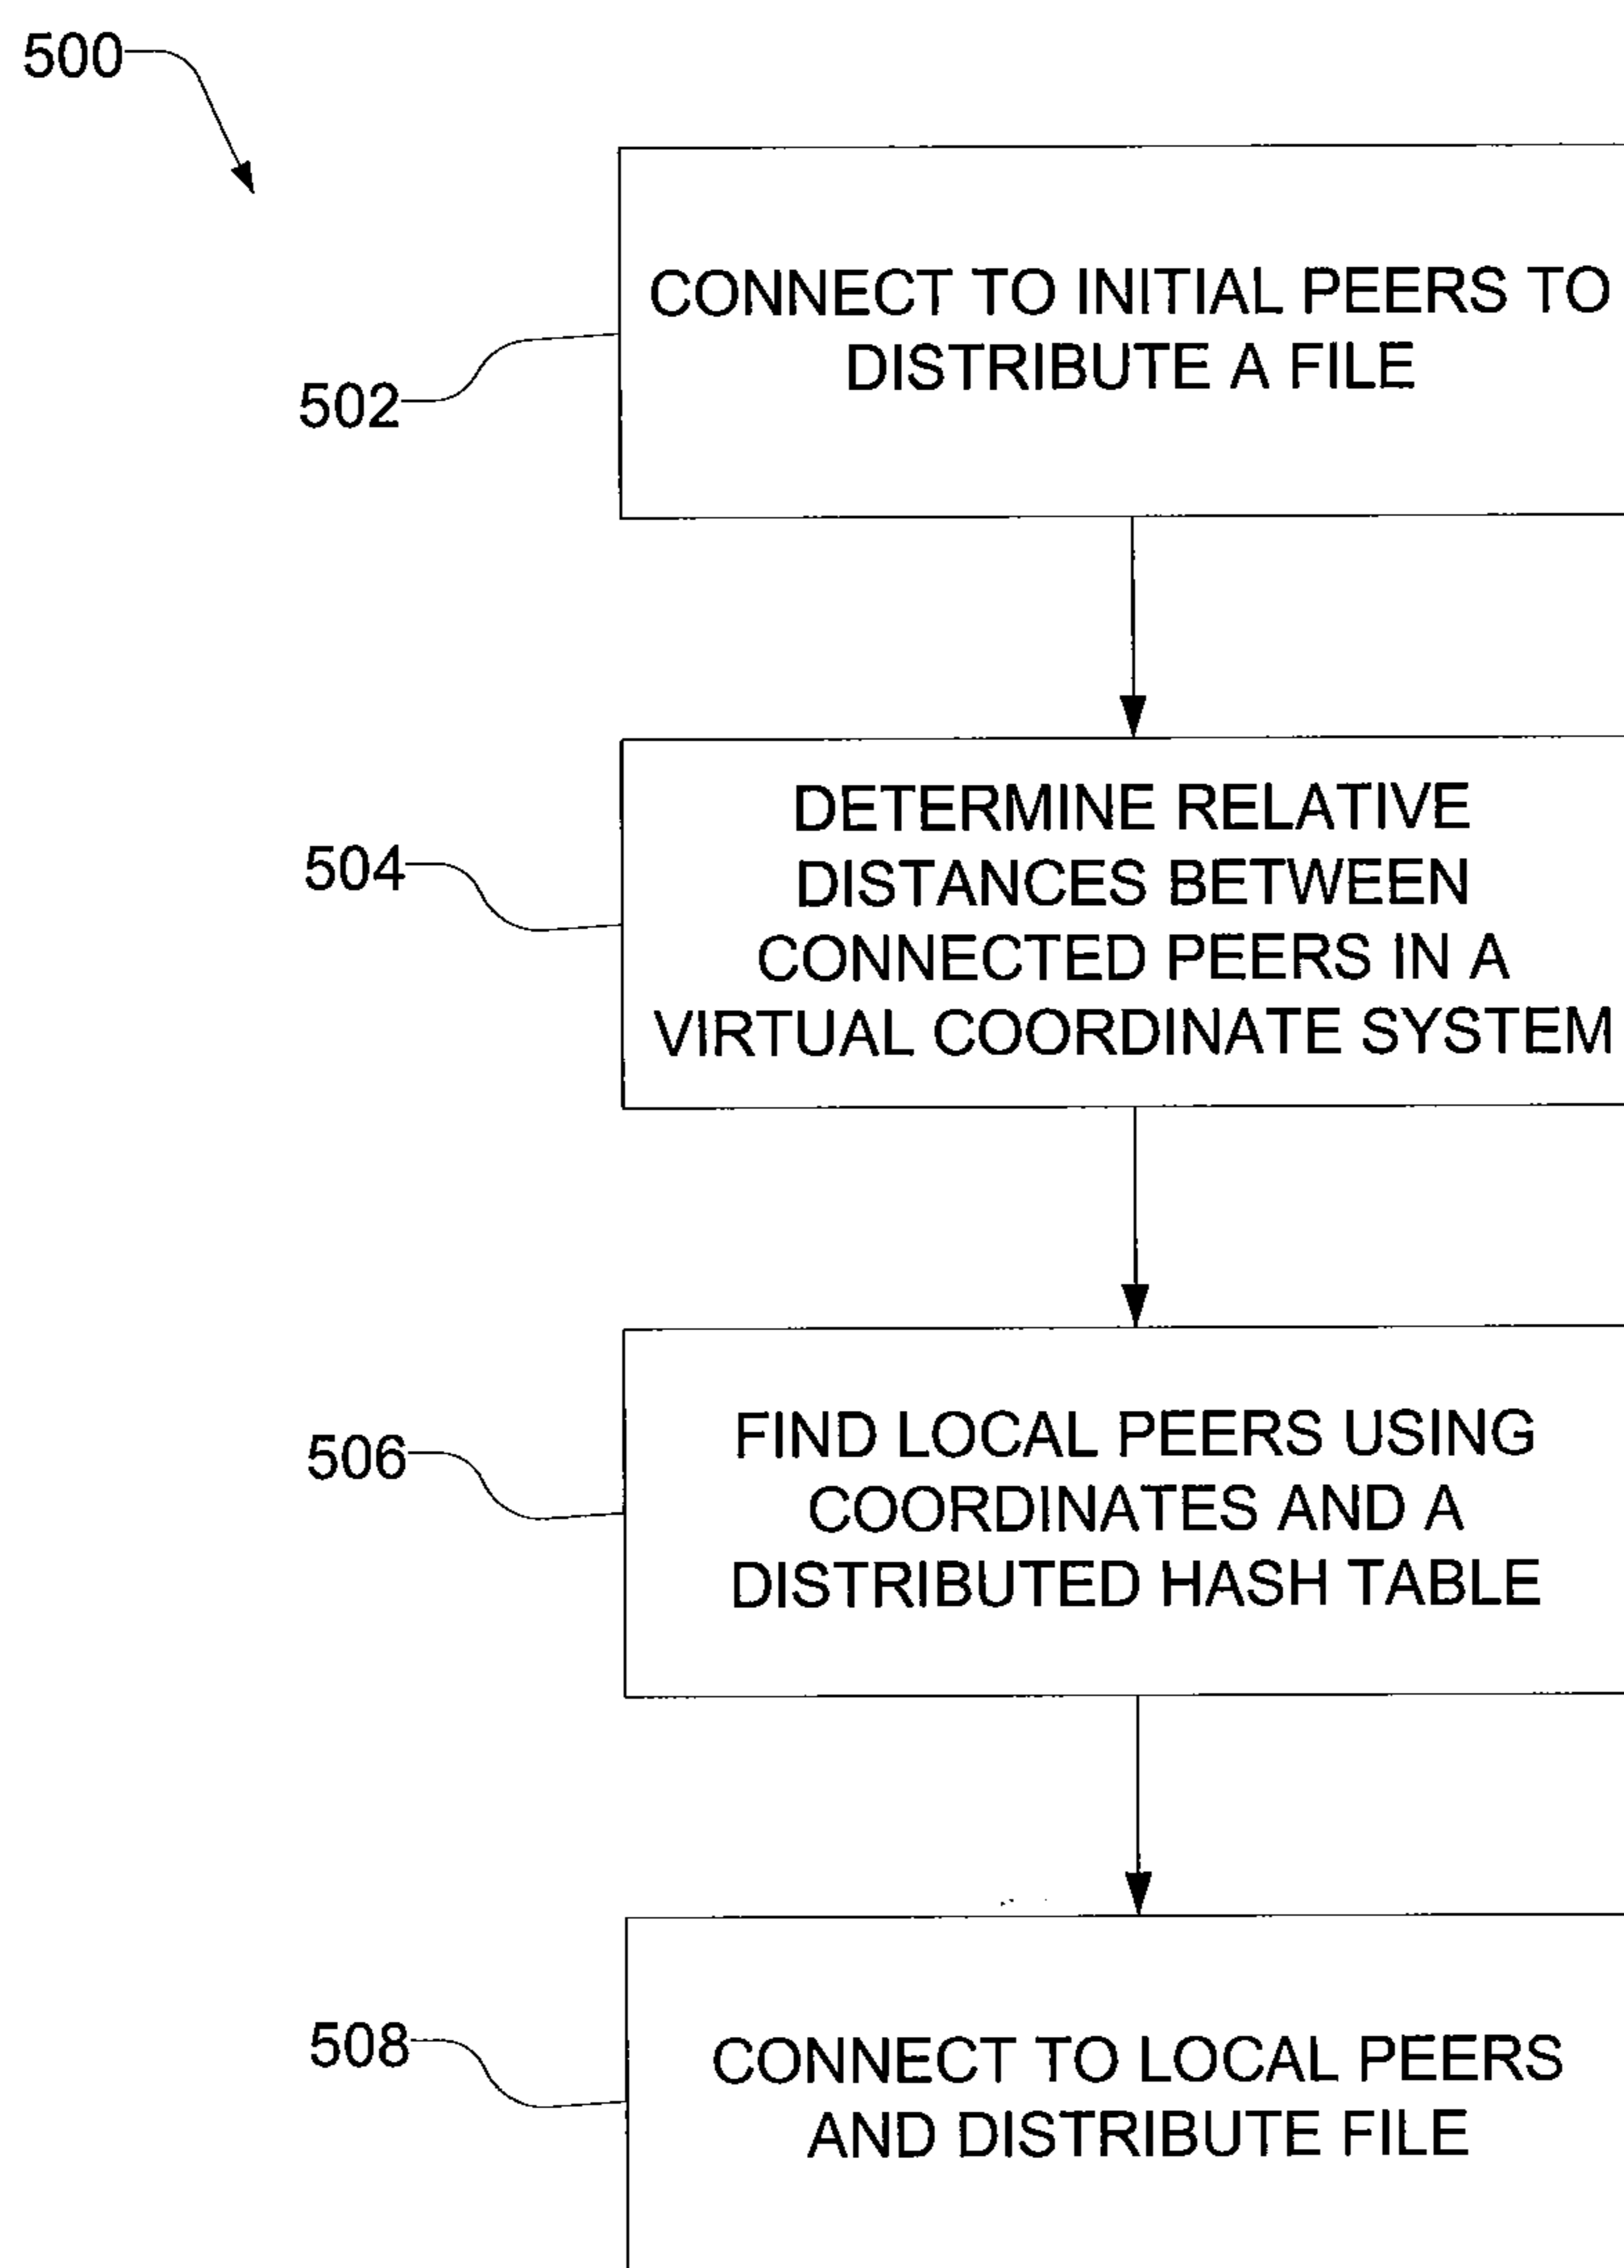 500
CONNECT TO INITIAL PEERS TO
DISTRIBUTE A FILE
502
DETERMINE RELATIVE
DISTANCES BETWEEN
CONNECTED PEERS IN A
VIRTUAL COORDINATE SYSTEM
504
FIND LOCAL PEERS USING
COORDINATES AND A
DISTRIBUTED HASH TABLE
506
CONNECT TO LOCAL PEERS
AND DISTRIBUTE FILE
508